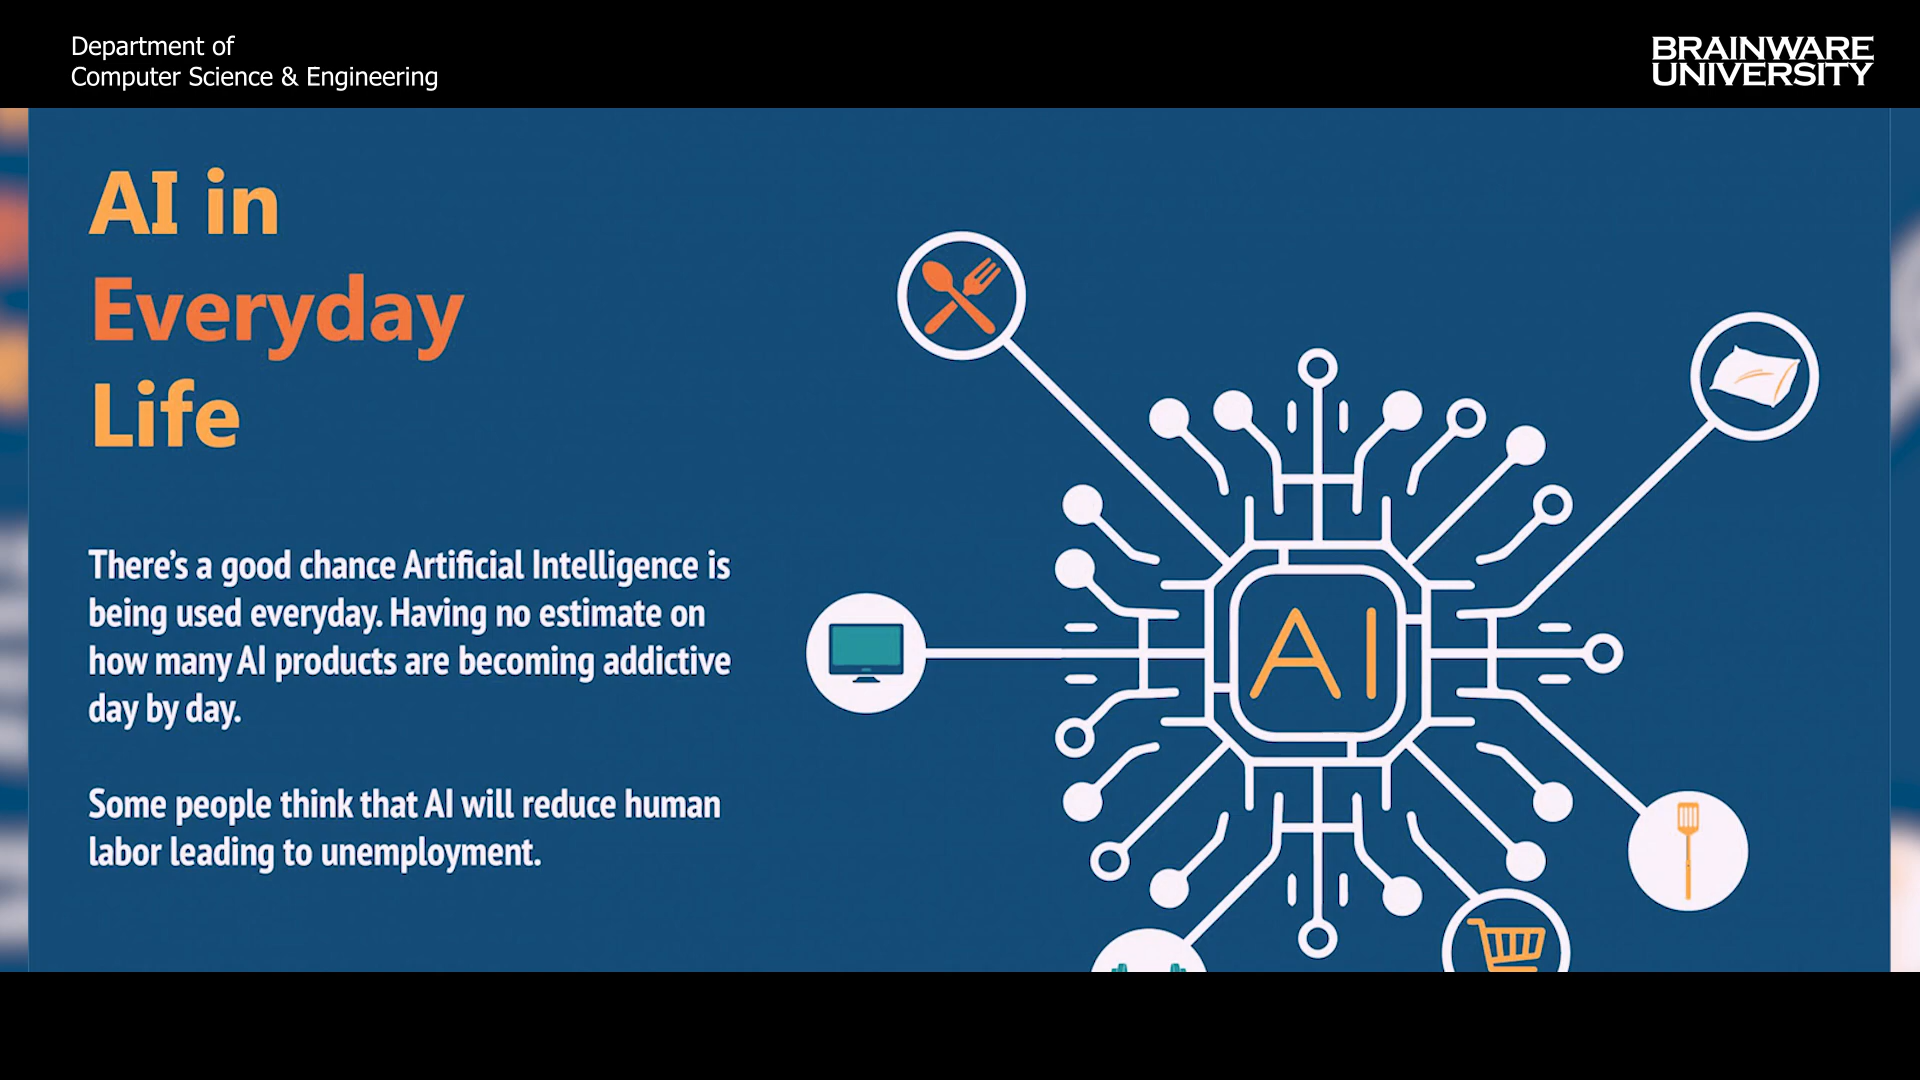 Department of
Computer Science & Engineering
BRAINWARE
UNIVERSITY
AI in
Everyday
Life
There's a good chance Artificial Intelligence is
being used everyday. Having no estimate on
how many AI products are becoming addictive
day by day.
Some people think that AI will reduce human
labor leading to unemployment.
AI